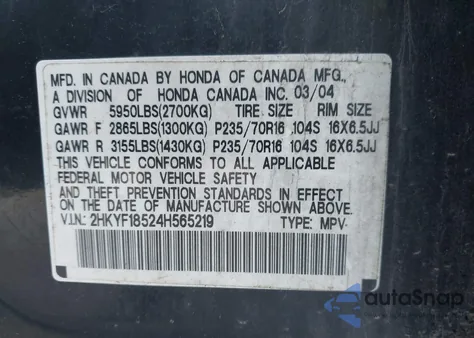 MFD. IN CANADA BY HONDA OF CANADA MFG.,
A DIVISION OF HONDA CANADA INC. 03/04
GVWR 5950LBS(2700KG) TIRE SIZE RIM SIZE
GAWR F 2865LBS(1300KG) P235/70R16 104S 16X6.5JJ
GAWR R 3155LBS(1430KG) P235/70R16 104S 16X6.5JJ
THIS VEHICLE CONFORMS TO ALL APPLICABLE
FEDERAL MOTOR VEHICLE SAFETY
AND THEFT PREVENTION STANDARDS IN EFFECT
ON THE DATE OF MANUFACTURE SHOWN ABOVE.
V.I.N.: 2HKYF18524H565219 TYPE: MPV
autoSnap